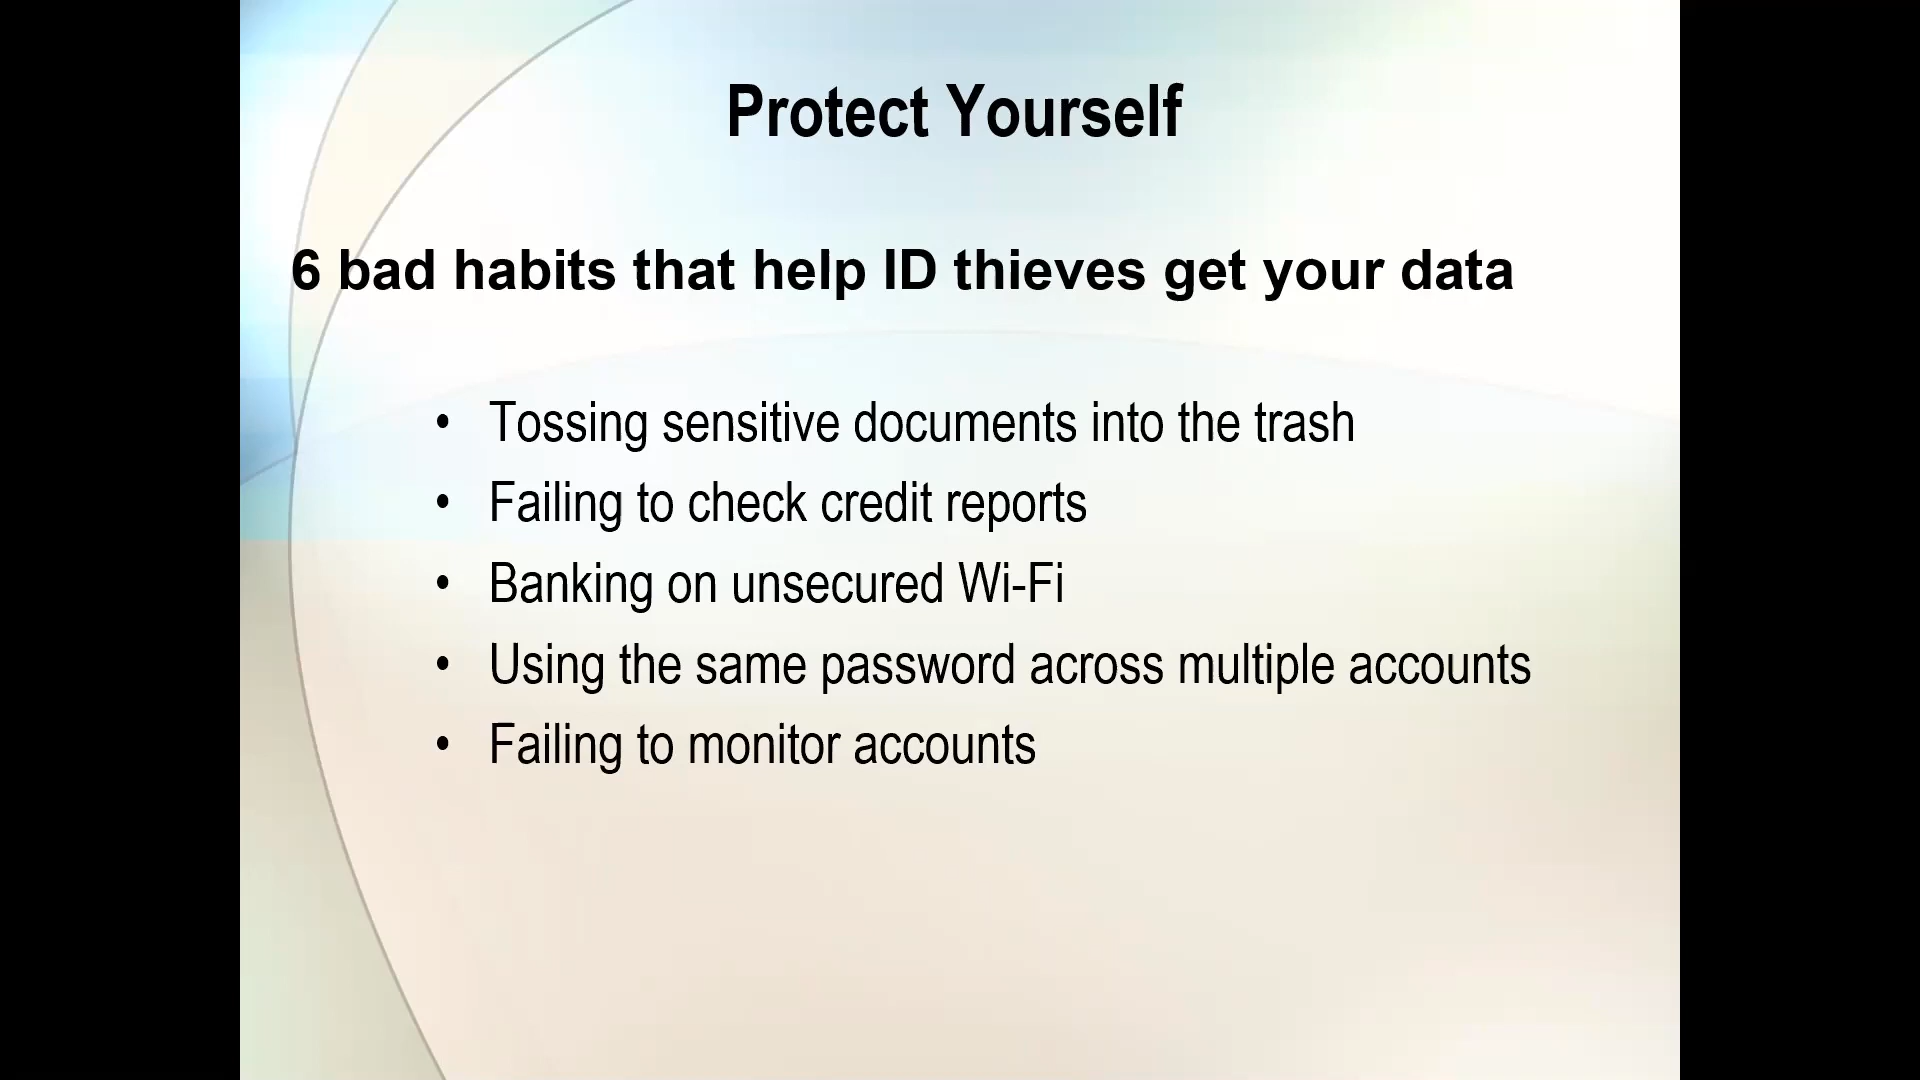 Protect Yourself
6 bad habits that help ID thieves get your data
• Tossing sensitive documents into the trash
• Failing to check credit reports
• Banking on unsecured Wi-Fi
• Using the same password across multiple accounts
• Failing to monitor accounts